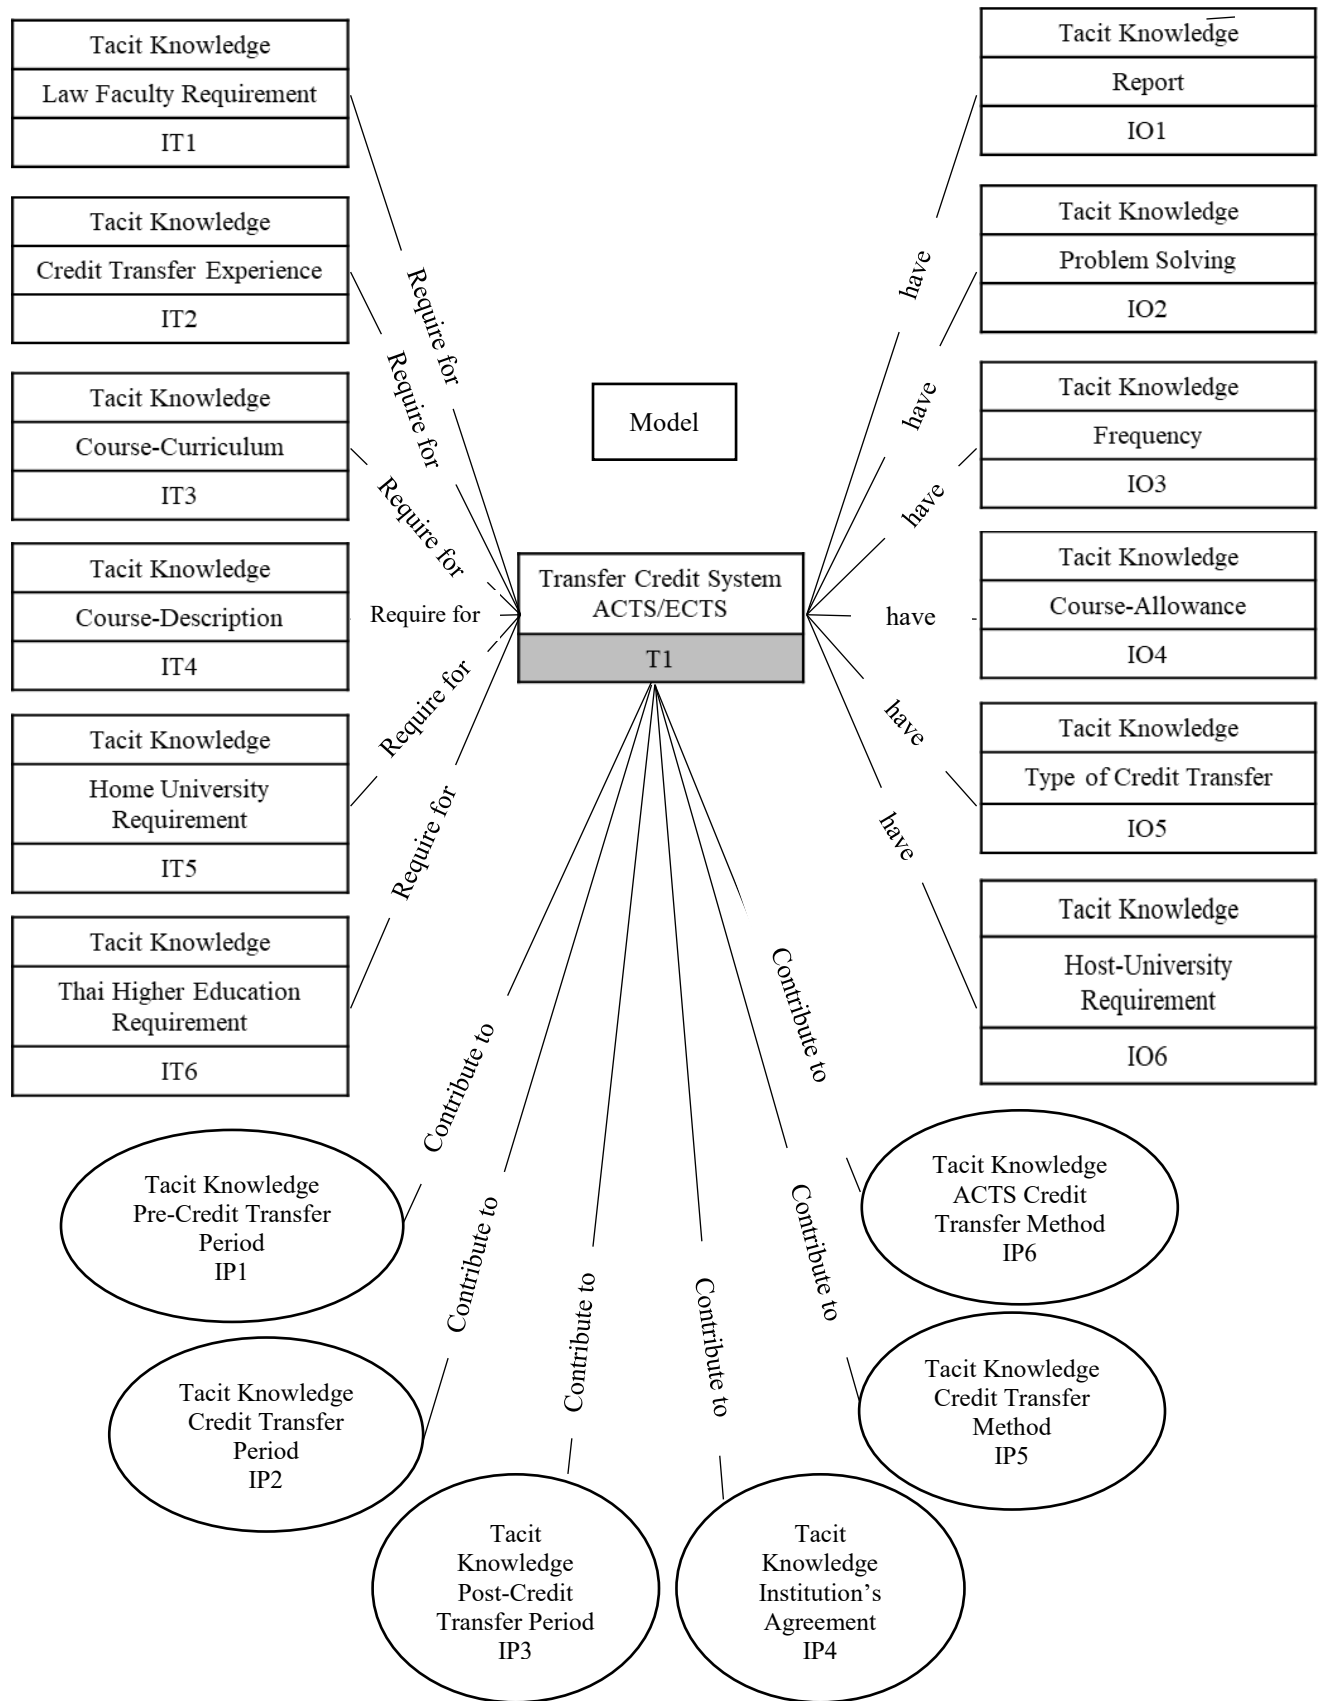 Tacit Knowledge
Law Faculty Requirement
IT1
Tacit Knowledge
Credit Transfer Experience
IT2
Tacit Knowledge
Course-Curriculum
IT3
Tacit Knowledge
Course-Description
IT4
Tacit Knowledge
Home University
Requirement
IT5
Tacit Knowledge
Thai Higher Education
Requirement
IT6
Require for
Require for
Require for
Require for
Require for
Require for
Model
Transfer Credit System
ACTS/ECTS
T1
have
have
have
have
have
have
Tacit Knowledge
Report
IO1
Tacit Knowledge
Problem Solving
IO2
Tacit Knowledge
Frequency
IO3
Tacit Knowledge
Course-Allowance
IO4
Tacit Knowledge
Type of Credit Transfer
IO5
Tacit Knowledge
Host-University
Requirement
IO6
Contribute to
Contribute to
Contribute to
Contribute to
Contribute to
Contribute to
Tacit Knowledge
Pre-Credit Transfer
Period
IP1
Tacit Knowledge
Credit Transfer
Period
IP2
Tacit
Knowledge
Post-Credit
Transfer Period
IP3
Tacit
Knowledge
Institution’s
Agreement
IP4
Tacit Knowledge
Credit Transfer
Method
IP5
Tacit Knowledge
ACTS Credit
Transfer Method
IP6